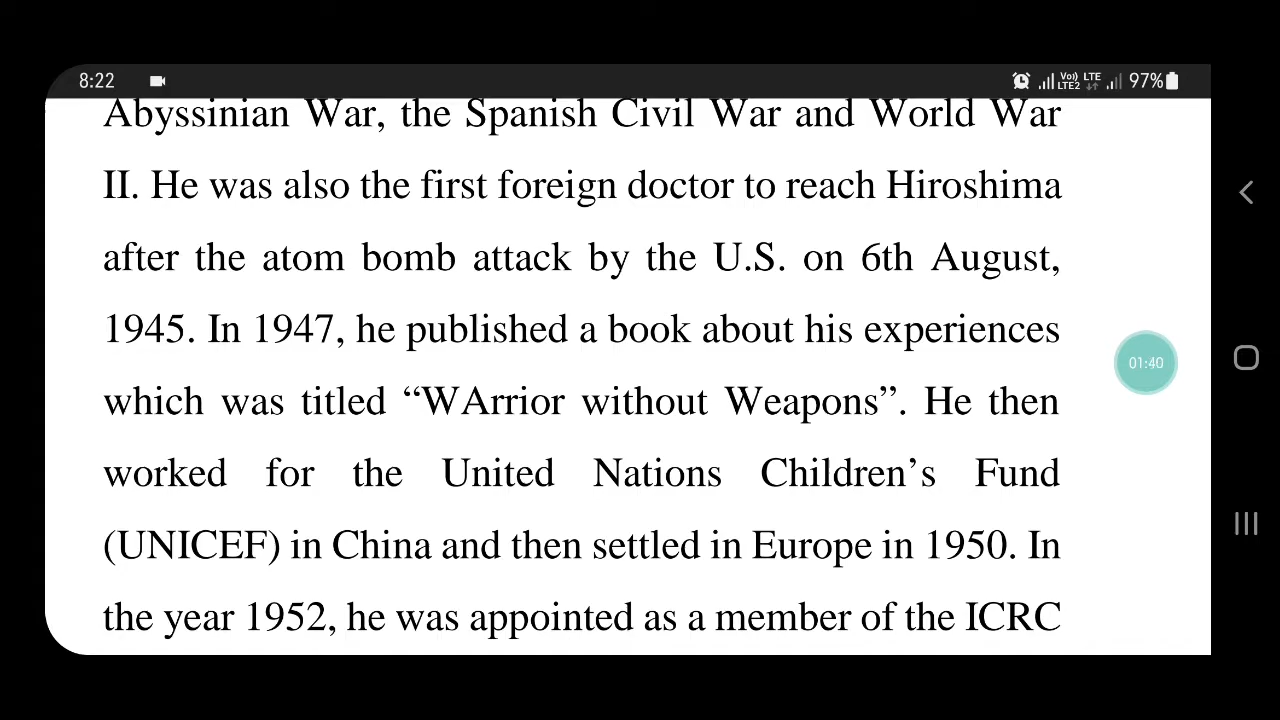 8:22 Vo)) LTE LTE2 97%
Abyssinian War, the Spanish Civil War and World War
II. He was also the first foreign doctor to reach Hiroshima
after the atom bomb attack by the U.S. on 6th August,
1945. In 1947, he published a book about his experiences
01:40
which was titled “WArrior without Weapons”. He then
worked for the United Nations Children’s Fund
(UNICEF) in China and then settled in Europe in 1950. In
the year 1952, he was appointed as a member of the ICRC